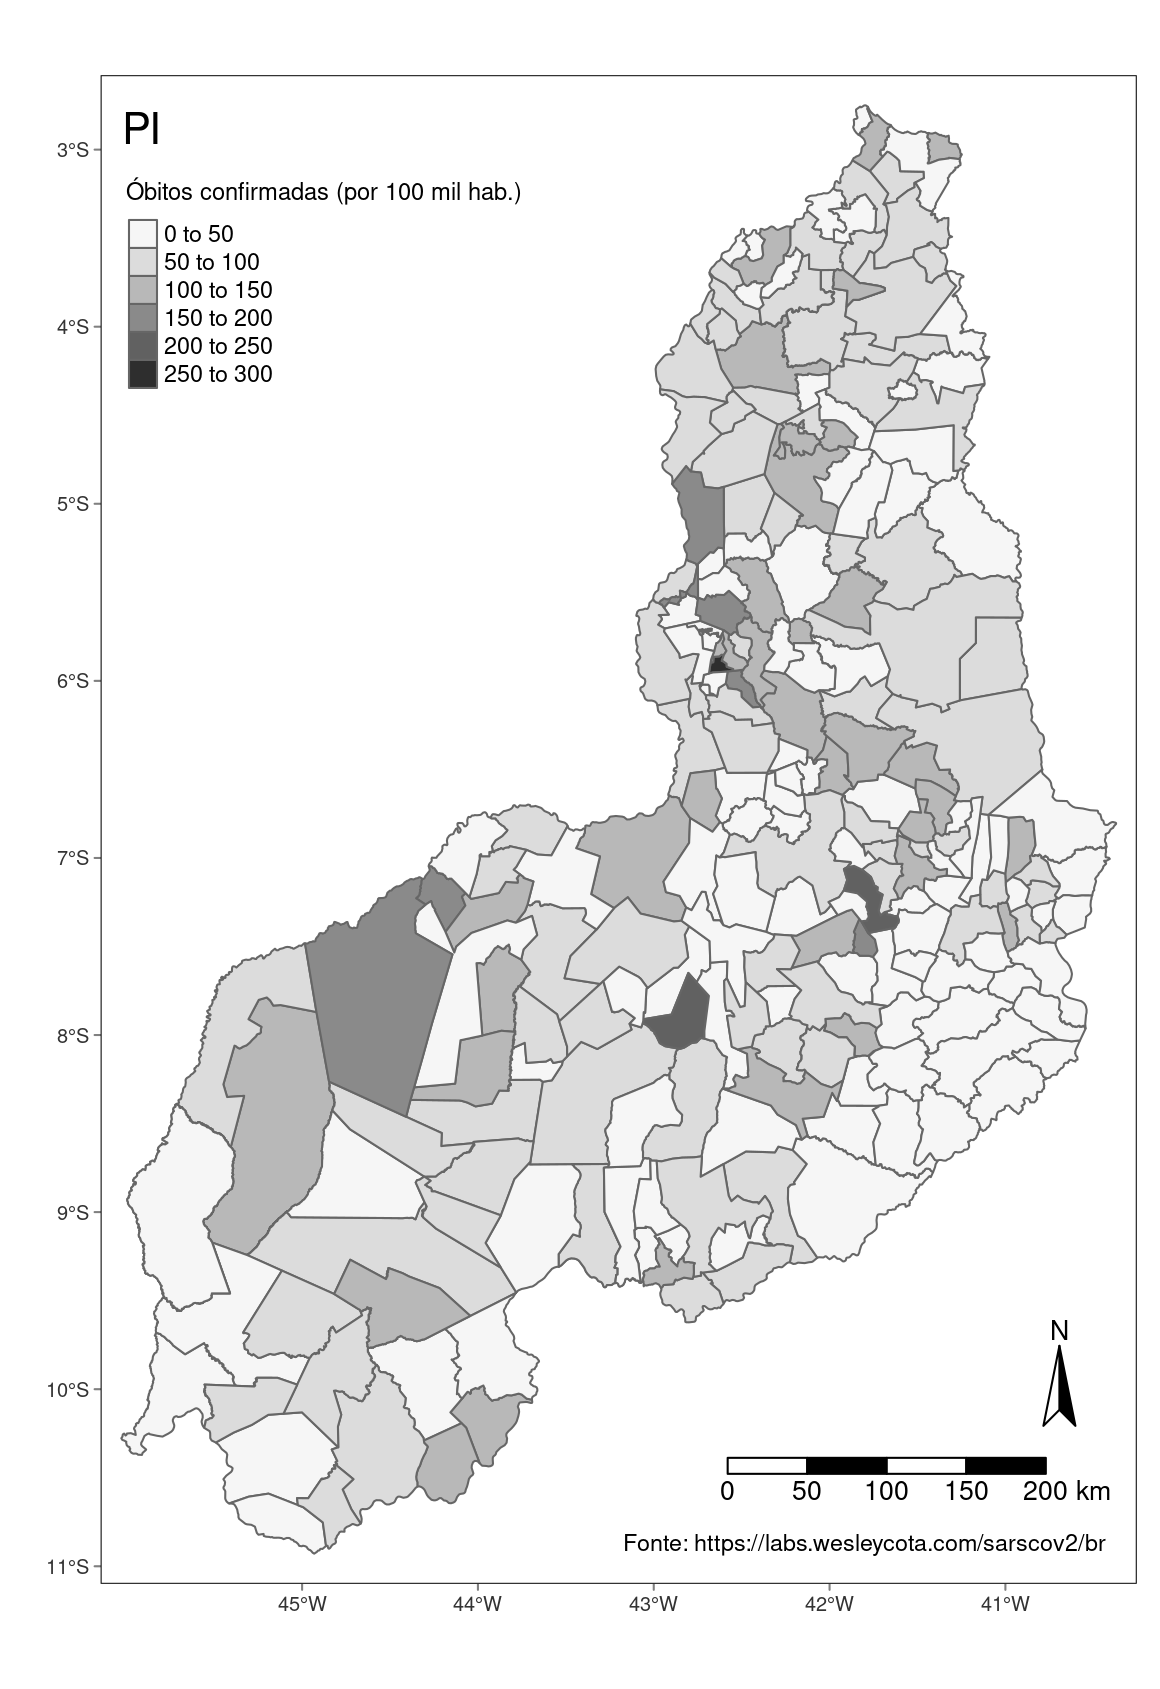 PI
Óbitos confirmadas (por 100 mil hab.)
0 to 50
50 to 100
100 to 150
150 to 200
200 to 250
250 to 300
3°S
4°S
5°S
6°S
7°S
8°S
9°S
10°S
11°S
N
0 50 100 150 200 km
Fonte: https://labs.wesleycota.com/sarscov2/br
45°W 44°W 43°W 42°W 41°W